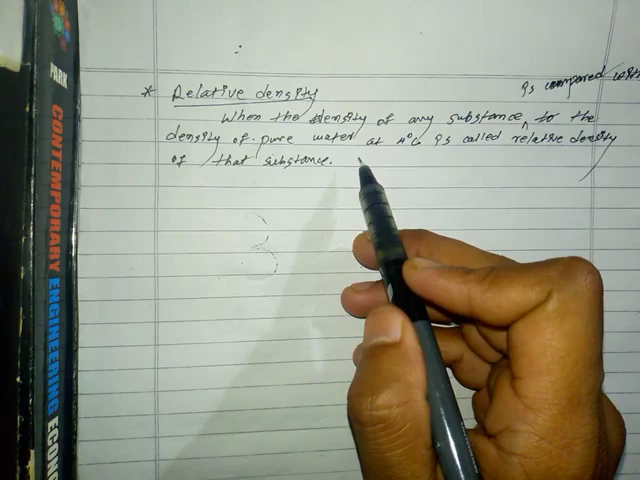 PARK CONTEMPORARY ENGINEERING ECONO
is compared with
* Relative density
When the density of any substance ^ to the
density of pure water at 4°C is called relative density
of that substance.
3